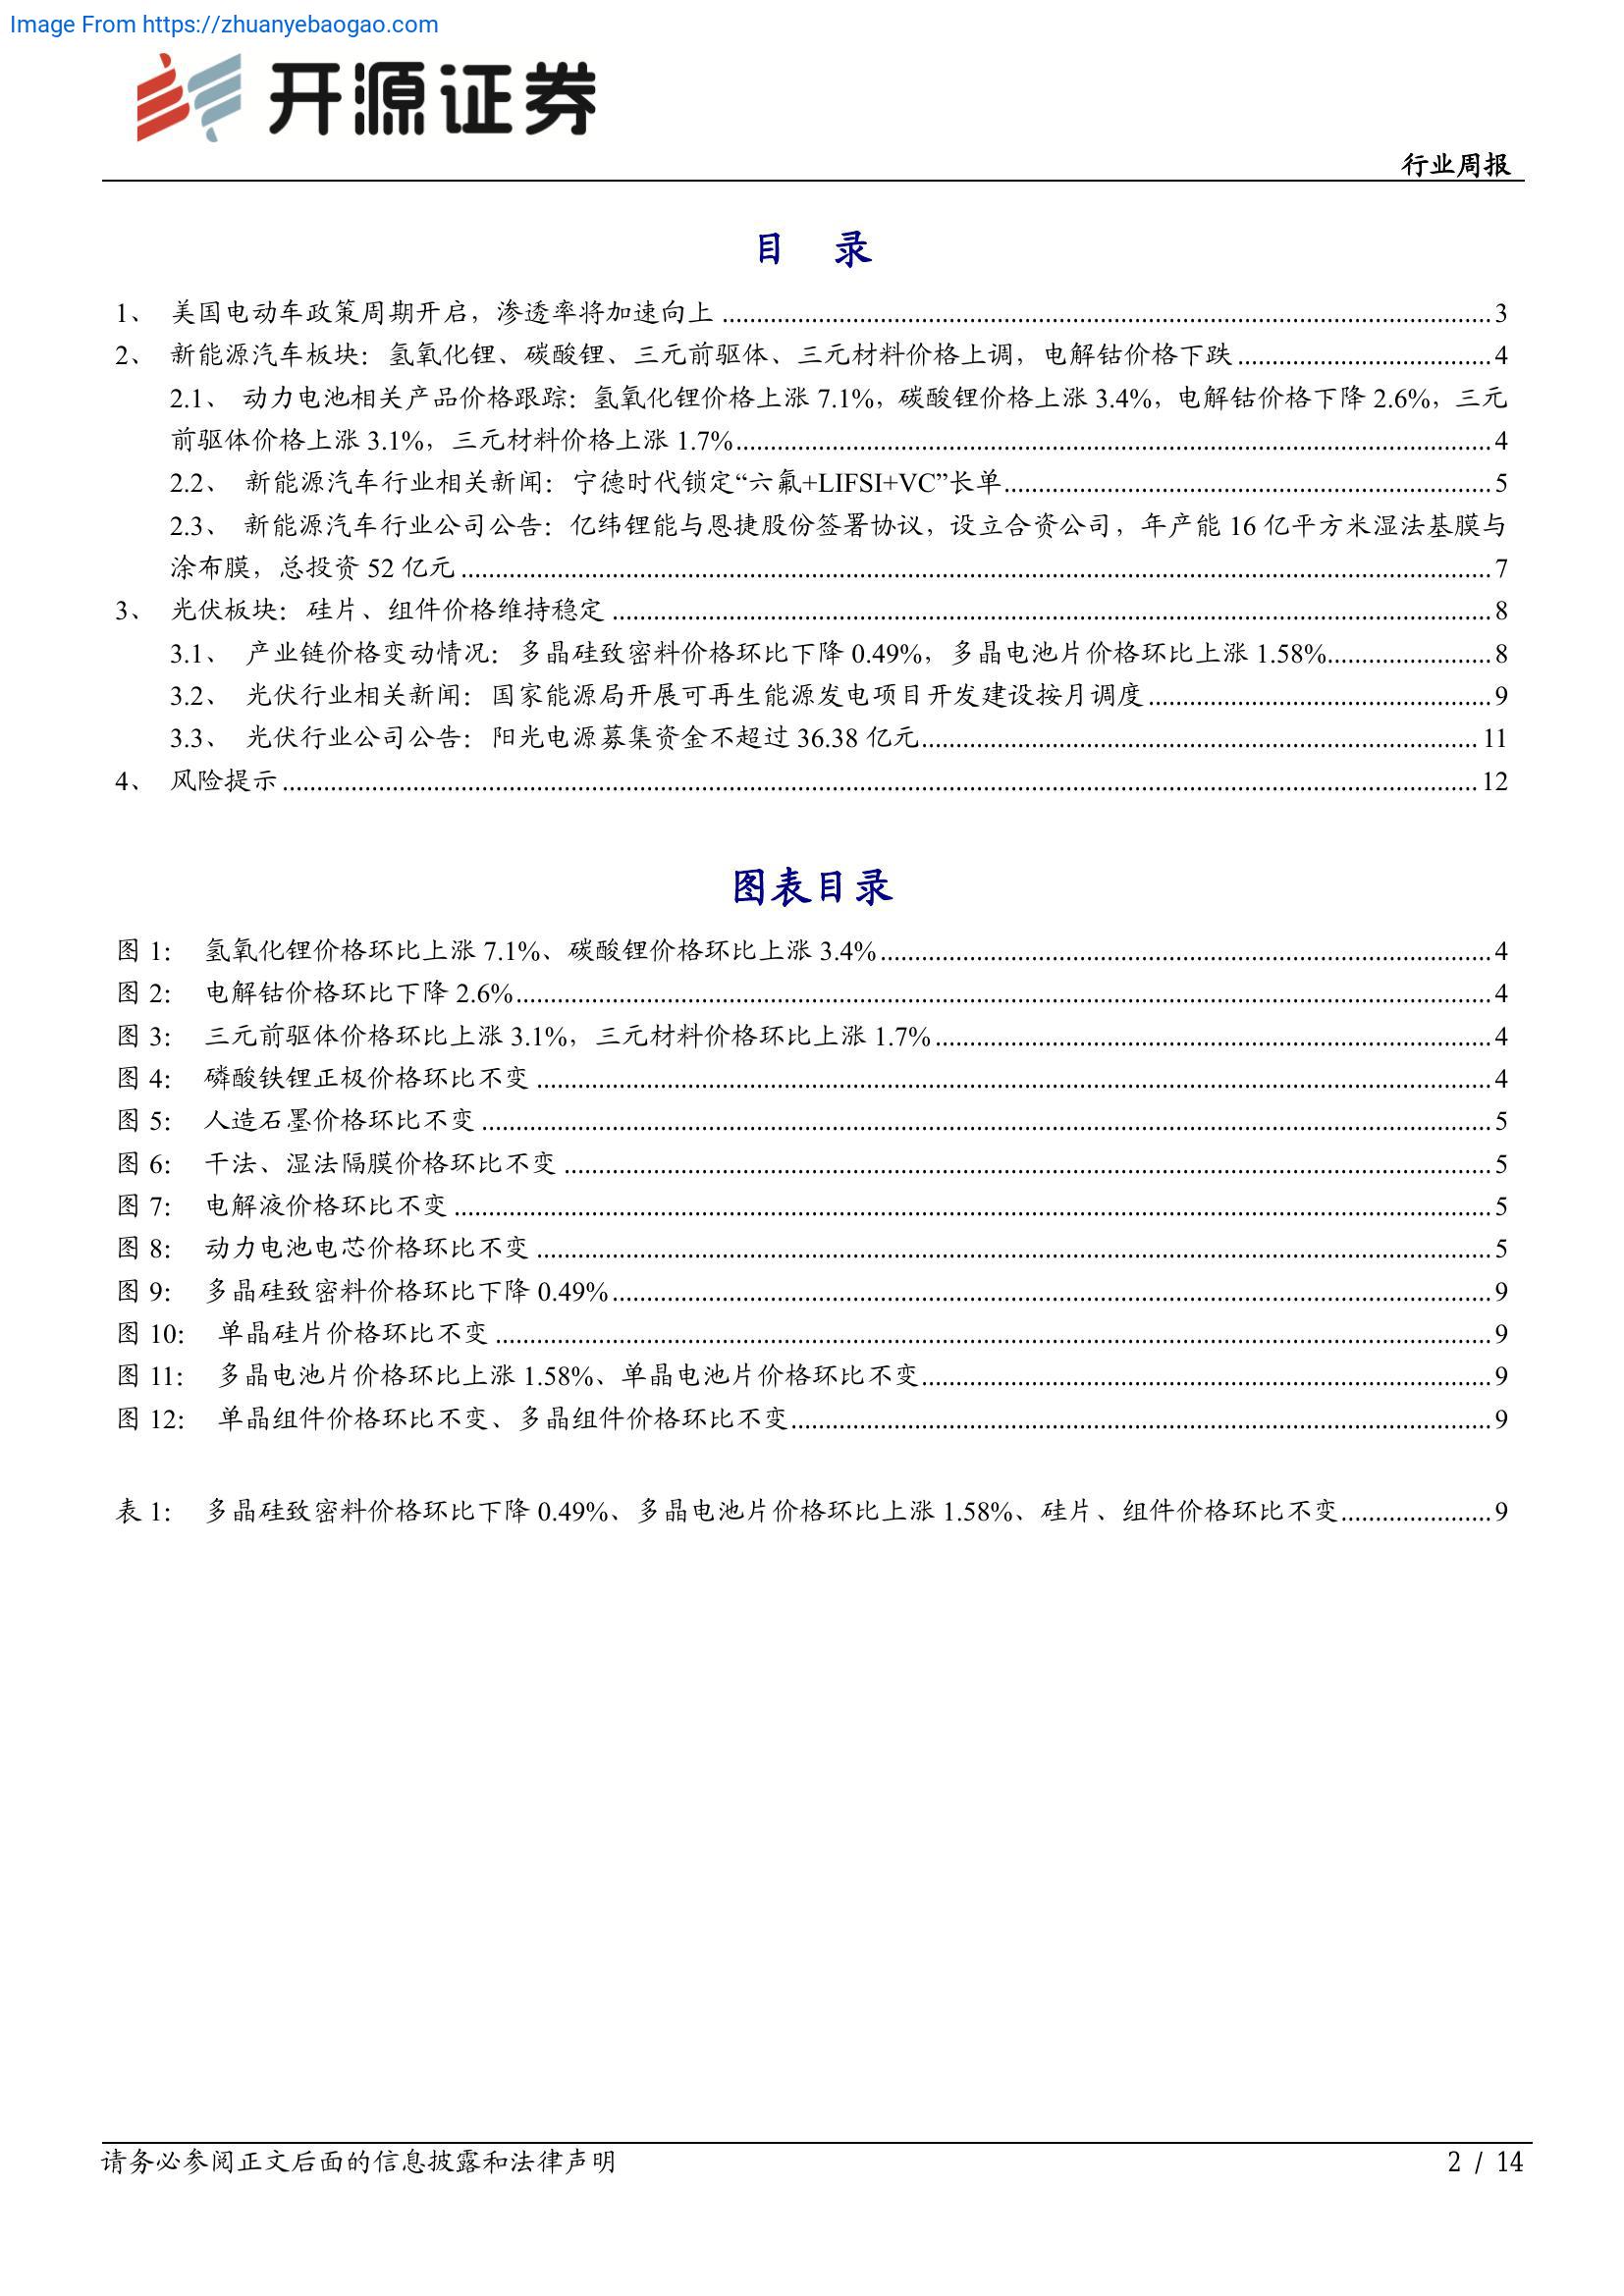 Image From https://zhuanyebaogao.com
开源证券
行业周报
目 录
1、 美国电动车政策周期开启，渗透率将加速向上 3
2、 新能源汽车板块：氢氧化锂、碳酸锂、三元前驱体、三元材料价格上调，电解钴价格下跌 4
2.1、 动力电池相关产品价格跟踪：氢氧化锂价格上涨 7.1%，碳酸锂价格上涨 3.4%，电解钴价格下降 2.6%，三元
前驱体价格上涨 3.1%，三元材料价格上涨 1.7% 4
2.2、 新能源汽车行业相关新闻：宁德时代锁定“六氟+LIFSI+VC”长单 5
2.3、 新能源汽车行业公司公告：亿纬锂能与恩捷股份签署协议，设立合资公司，年产能 16 亿平方米湿法基膜与
涂布膜，总投资 52 亿元 7
3、 光伏板块：硅片、组件价格维持稳定 8
3.1、 产业链价格变动情况：多晶硅致密料价格环比下降 0.49%，多晶电池片价格环比上涨 1.58% 8
3.2、 光伏行业相关新闻：国家能源局开展可再生能源发电项目开发建设按月调度 9
3.3、 光伏行业公司公告：阳光电源募集资金不超过 36.38 亿元 11
4、 风险提示 12
图表目录
图 1： 氢氧化锂价格环比上涨 7.1%、碳酸锂价格环比上涨 3.4% 4
图 2： 电解钴价格环比下降 2.6% 4
图 3： 三元前驱体价格环比上涨 3.1%，三元材料价格环比上涨 1.7% 4
图 4： 磷酸铁锂正极价格环比不变 4
图 5： 人造石墨价格环比不变 5
图 6： 干法、湿法隔膜价格环比不变 5
图 7： 电解液价格环比不变 5
图 8： 动力电池电芯价格环比不变 5
图 9： 多晶硅致密料价格环比下降 0.49% 9
图 10： 单晶硅片价格环比不变 9
图 11： 多晶电池片价格环比上涨 1.58%、单晶电池片价格环比不变 9
图 12： 单晶组件价格环比不变、多晶组件价格环比不变 9
表 1： 多晶硅致密料价格环比下降 0.49%、多晶电池片价格环比上涨 1.58%、硅片、组件价格环比不变 9
请务必参阅正文后面的信息披露和法律声明
2 / 14